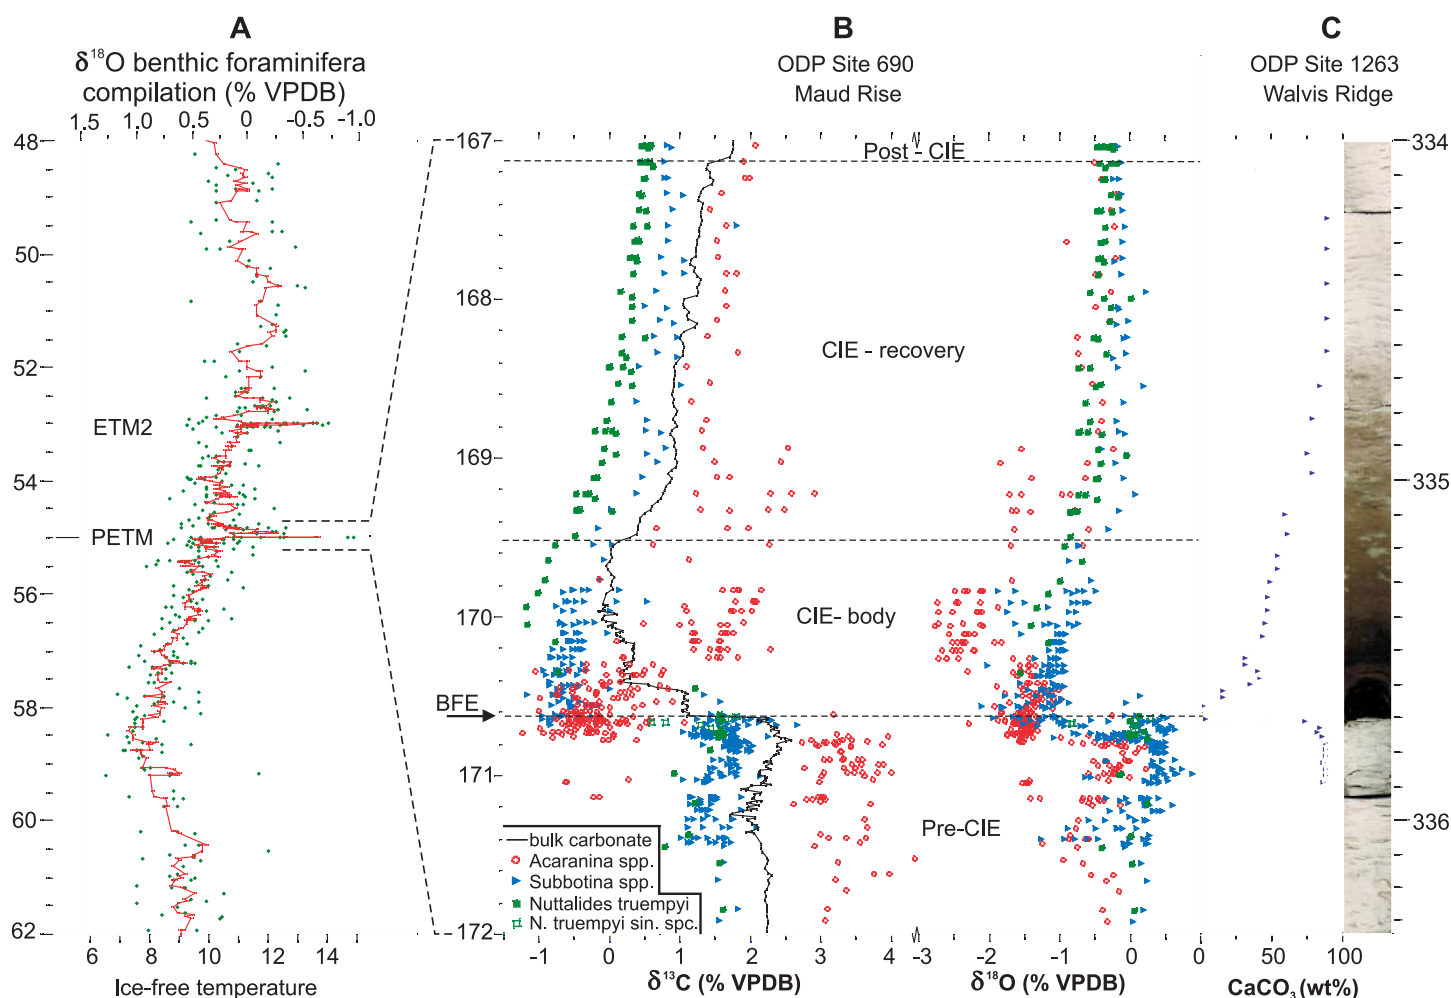 A
δ18O benthic foraminifera
compilation (% VPDB)
1.5 1.0 0.5 0 -0.5 -1.0
48
50
52
54
56
58
60
62
ETM2
PETM
6 8 10 12 14
Ice-free temperature
B
ODP Site 690
Maud Rise
167
168
169
170
171
172
BFE
Post - CIE
CIE - recovery
CIE- body
Pre-CIE
bulk carbonate
Acaranina spp.
Subbotina spp.
Nuttalides truempyi
N. truempyi sin. spc.
-1 0 1 2 3 4
δ13C (% VPDB)
-3 -2 -1 0 1
δ18O (% VPDB)
C
ODP Site 1263
Walvis Ridge
334
335
336
0 50 100
CaCO3 (wt%)